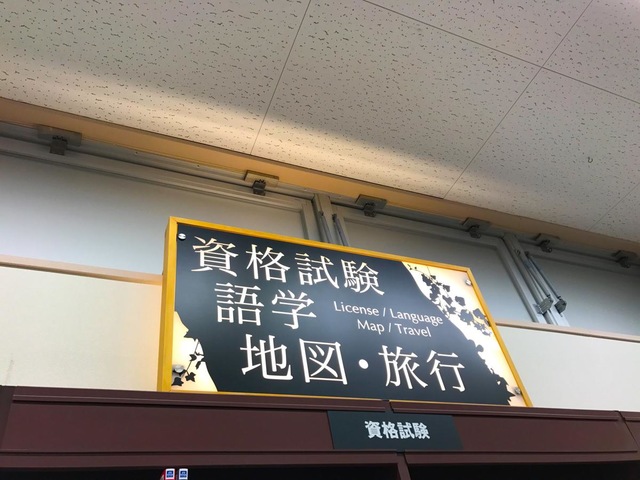 資格試験
語学
License / Language
Map / Travel
地図・旅行
資格試験